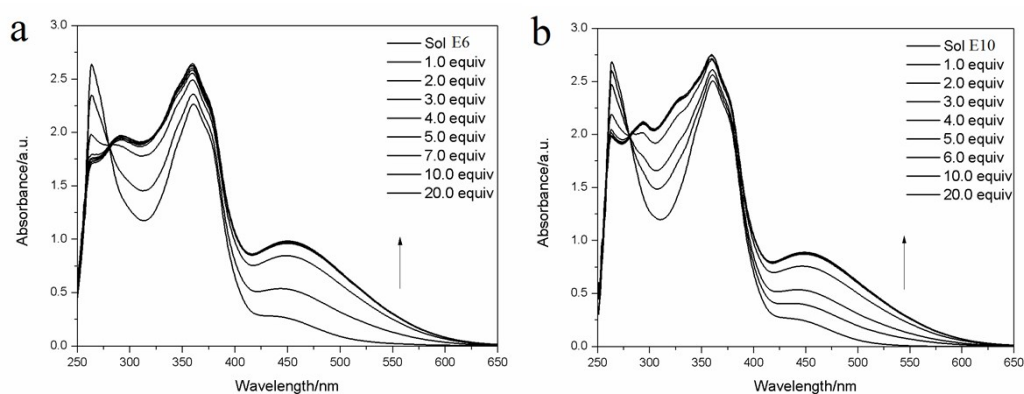 a
3.0
2.5
2.0
1.5
1.0
0.5
0.0
Absorbance/a.u.
250 300 350 400 450 500 550 600 650
Wavelength/nm
Sol E6
1.0 equiv
2.0 equiv
3.0 equiv
4.0 equiv
5.0 equiv
7.0 equiv
10.0 equiv
20.0 equiv
b
3.0
2.5
2.0
1.5
1.0
0.5
0.0
Absorbance/a.u.
250 300 350 400 450 500 550 600 650
Wavelength/nm
Sol E10
1.0 equiv
2.0 equiv
3.0 equiv
4.0 equiv
5.0 equiv
6.0 equiv
10.0 equiv
20.0 equiv